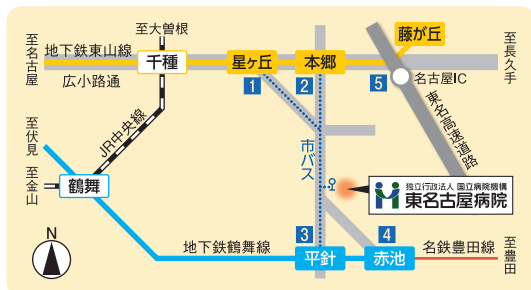 至大曽根
至名古屋
地下鉄東山線
千種
星ヶ丘
本郷
藤が丘
至長久手
広小路通
1
2
5
名古屋IC
至伏見
JR中央線
市バス
東名高速道路
至金山
鶴舞
独立行政法人 国立病院機構
東名古屋病院
N
地下鉄鶴舞線
3
平針
4
赤池
名鉄豊田線
至豊田